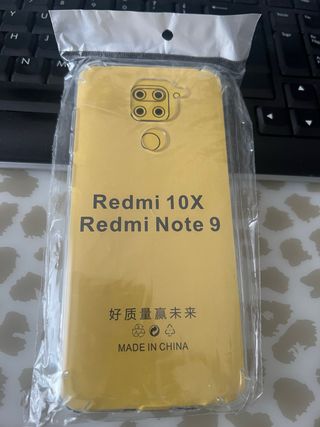 Redmi 10X
Redmi Note 9
好质量赢未来
MADE IN CHINA